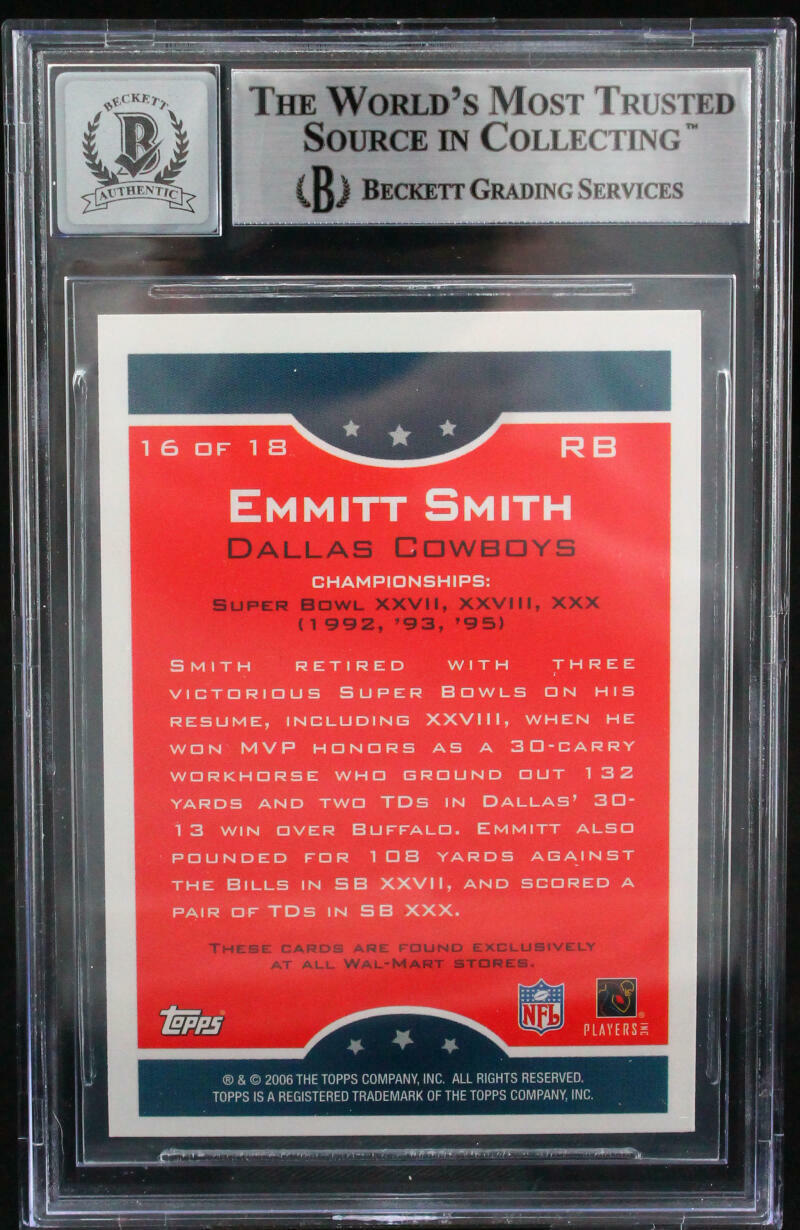 BECKETT
B
AUTHENTIC
THE WORLD'S MOST TRUSTED
SOURCE IN COLLECTING™
B BECKETT GRADING SERVICES
16 OF 18
RB
EMMITT SMITH
DALLAS COWBOYS
CHAMPIONSHIPS:
SUPER BOWL XXVII, XXVIII, XXX
(1992, '93, '95)
SMITH RETIRED WITH THREE
VICTORIOUS SUPER BOWLS ON HIS
RESUME, INCLUDING XXVIII, WHEN HE
WON MVP HONORS AS A 30-CARRY
WORKHORSE WHO GROUND OUT 132
YARDS AND TWO TDS IN DALLAS' 30-
13 WIN OVER BUFFALO. EMMITT ALSO
POUNDED FOR 108 YARDS AGAINST
THE BILLS IN SB XXVII, AND SCORED A
PAIR OF TDS IN SB XXX.
THESE CARDS ARE FOUND EXCLUSIVELY
AT ALL WAL-MART STORES.
TOPPS®
NFL
PLAYERS INC®
® & © 2006 THE TOPPS COMPANY, INC. ALL RIGHTS RESERVED.
TOPPS IS A REGISTERED TRADEMARK OF THE TOPPS COMPANY, INC.